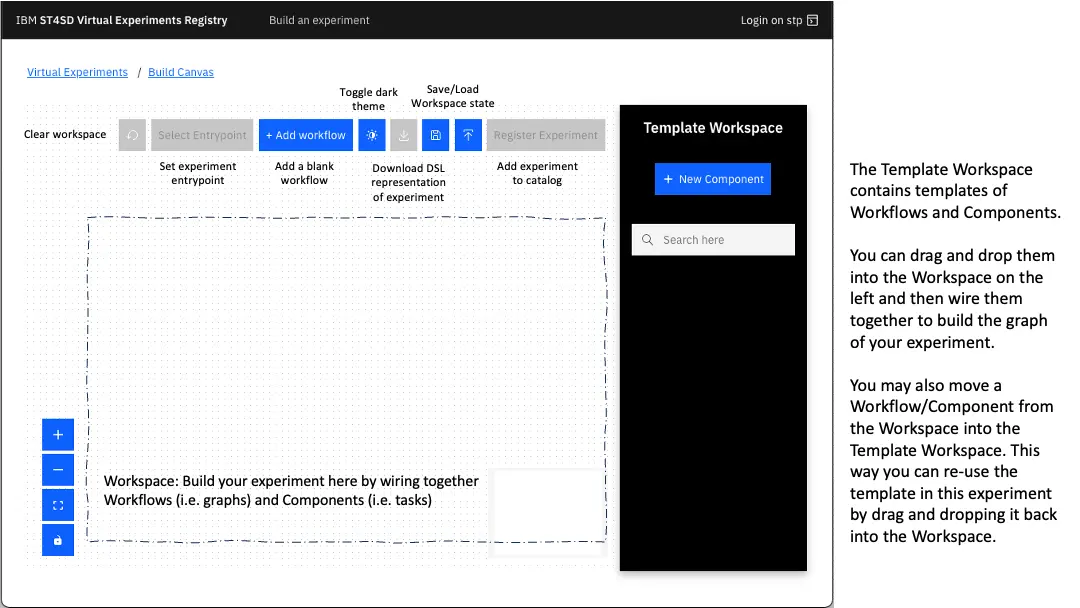 IBM ST4SD Virtual Experiments Registry
Build an experiment
Login on stp
Virtual Experiments / Build Canvas
Toggle dark
theme
Save/Load
Workspace state
Clear workspace
Select Entrypoint
+ Add workflow
Register Experiment
Set experiment
entrypoint
Add a blank
workflow
Download DSL
representation
of experiment
Add experiment
to catalog
Workspace: Build your experiment here by wiring together
Workflows (i.e. graphs) and Components (i.e. tasks)
Template Workspace
+ New Component
Search here
The Template Workspace
contains templates of
Workflows and Components.
You can drag and drop them
into the Workspace on the
left and then wire them
together to build the graph
of your experiment.
You may also move a
Workflow/Component from
the Workspace into the
Template Workspace. This
way you can re-use the
template in this experiment
by drag and dropping it back
into the Workspace.